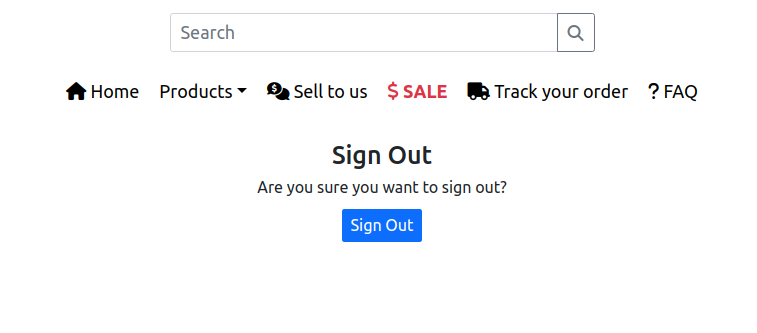 Search
Home Products Sell to us $ SALE Track your order ? FAQ
Sign Out
Are you sure you want to sign out?
Sign Out